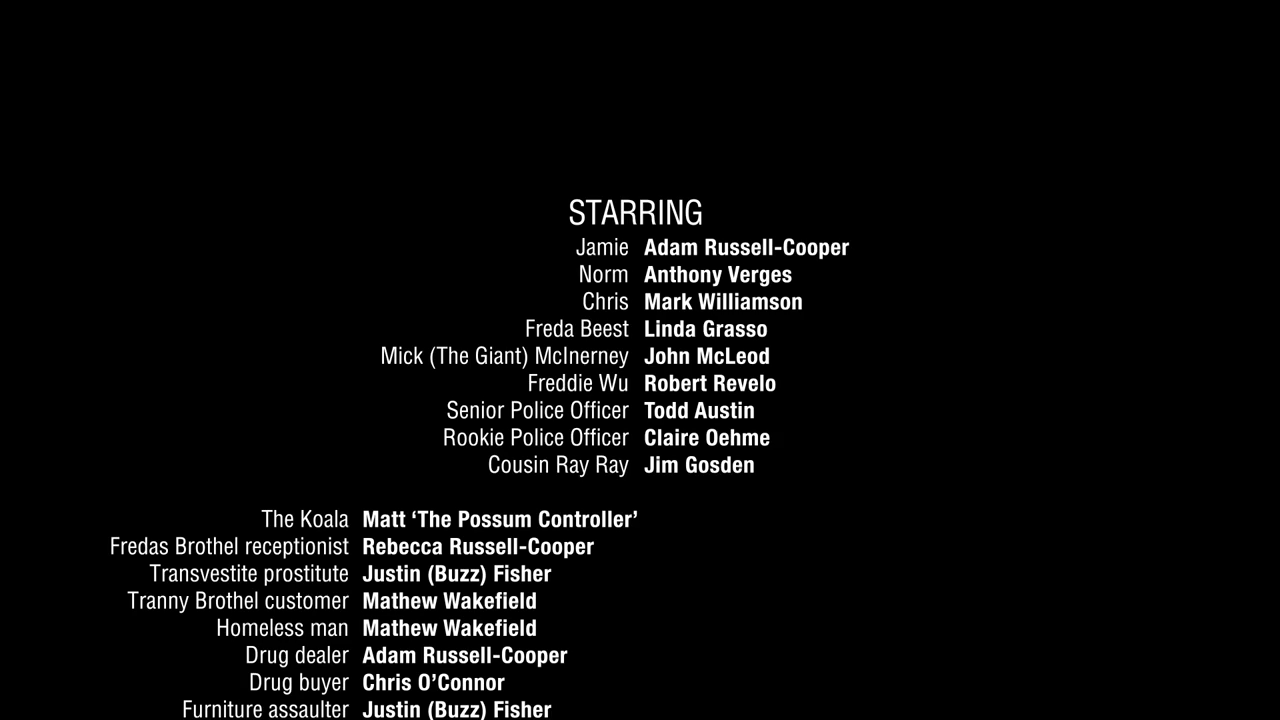 STARRING
Jamie Adam Russell-Cooper
Norm Anthony Verges
Chris Mark Williamson
Freda Beest Linda Grasso
Mick (The Giant) McInerney John McLeod
Freddie Wu Robert Revelo
Senior Police Officer Todd Austin
Rookie Police Officer Claire Oehme
Cousin Ray Ray Jim Gosden
The Koala Matt ‘The Possum Controller’
Fredas Brothel receptionist Rebecca Russell-Cooper
Transvestite prostitute Justin (Buzz) Fisher
Tranny Brothel customer Mathew Wakefield
Homeless man Mathew Wakefield
Drug dealer Adam Russell-Cooper
Drug buyer Chris O’Connor
Furniture assaulter Justin (Buzz) Fisher